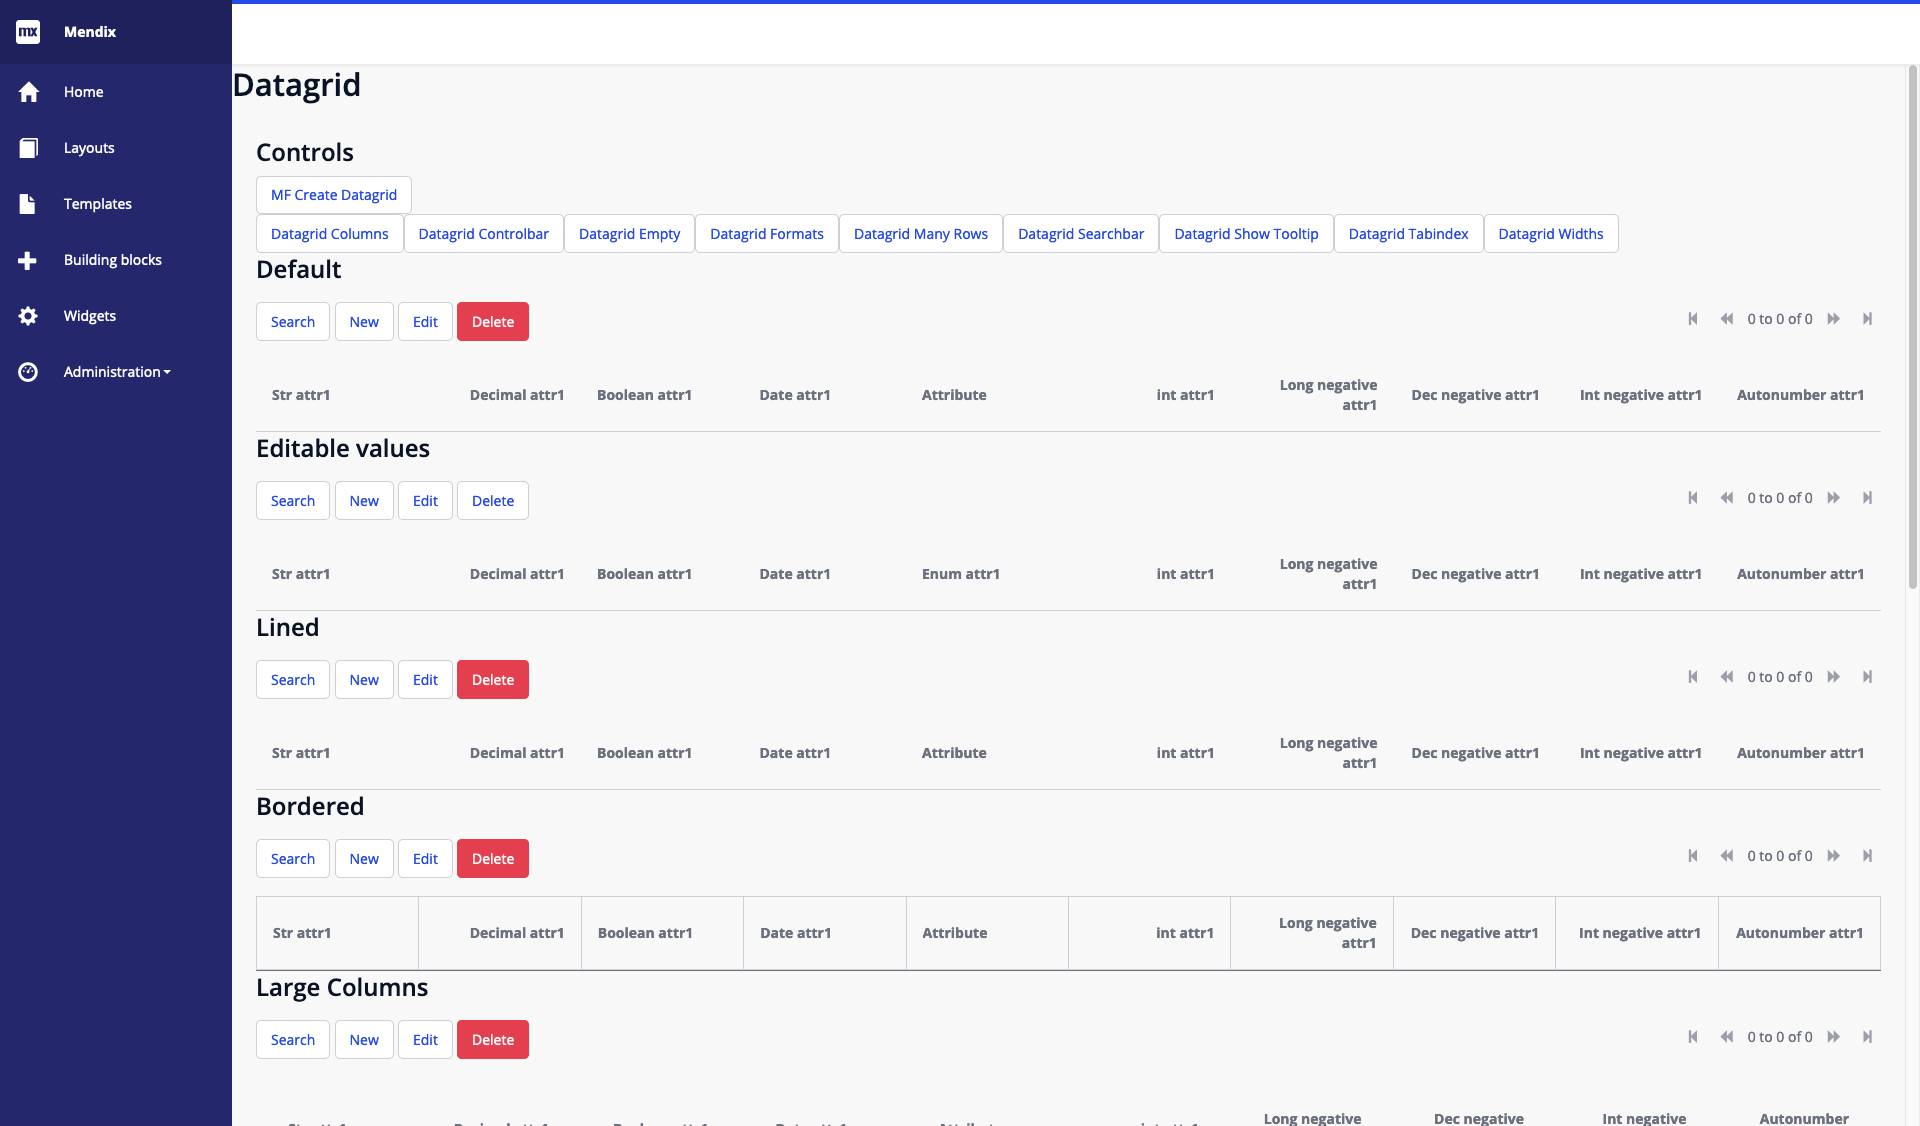 mx Mendix
Home
Layouts
Templates
Building blocks
Widgets
Administration
Datagrid
Controls
MF Create Datagrid
Datagrid Columns Datagrid Controlbar Datagrid Empty Datagrid Formats Datagrid Many Rows Datagrid Searchbar Datagrid Show Tooltip Datagrid Tabindex Datagrid Widths
Default
Search New Edit Delete 0 to 0 of 0
Str attr1 Decimal attr1 Boolean attr1 Date attr1 Attribute int attr1 Long negative attr1 Dec negative attr1 Int negative attr1 Autonumber attr1
Editable values
Search New Edit Delete 0 to 0 of 0
Str attr1 Decimal attr1 Boolean attr1 Date attr1 Enum attr1 int attr1 Long negative attr1 Dec negative attr1 Int negative attr1 Autonumber attr1
Lined
Search New Edit Delete 0 to 0 of 0
Str attr1 Decimal attr1 Boolean attr1 Date attr1 Attribute int attr1 Long negative attr1 Dec negative attr1 Int negative attr1 Autonumber attr1
Bordered
Search New Edit Delete 0 to 0 of 0
Str attr1 Decimal attr1 Boolean attr1 Date attr1 Attribute int attr1 Long negative attr1 Dec negative attr1 Int negative attr1 Autonumber attr1
Large Columns
Search New Edit Delete 0 to 0 of 0
Long negative Dec negative Int negative Autonumber